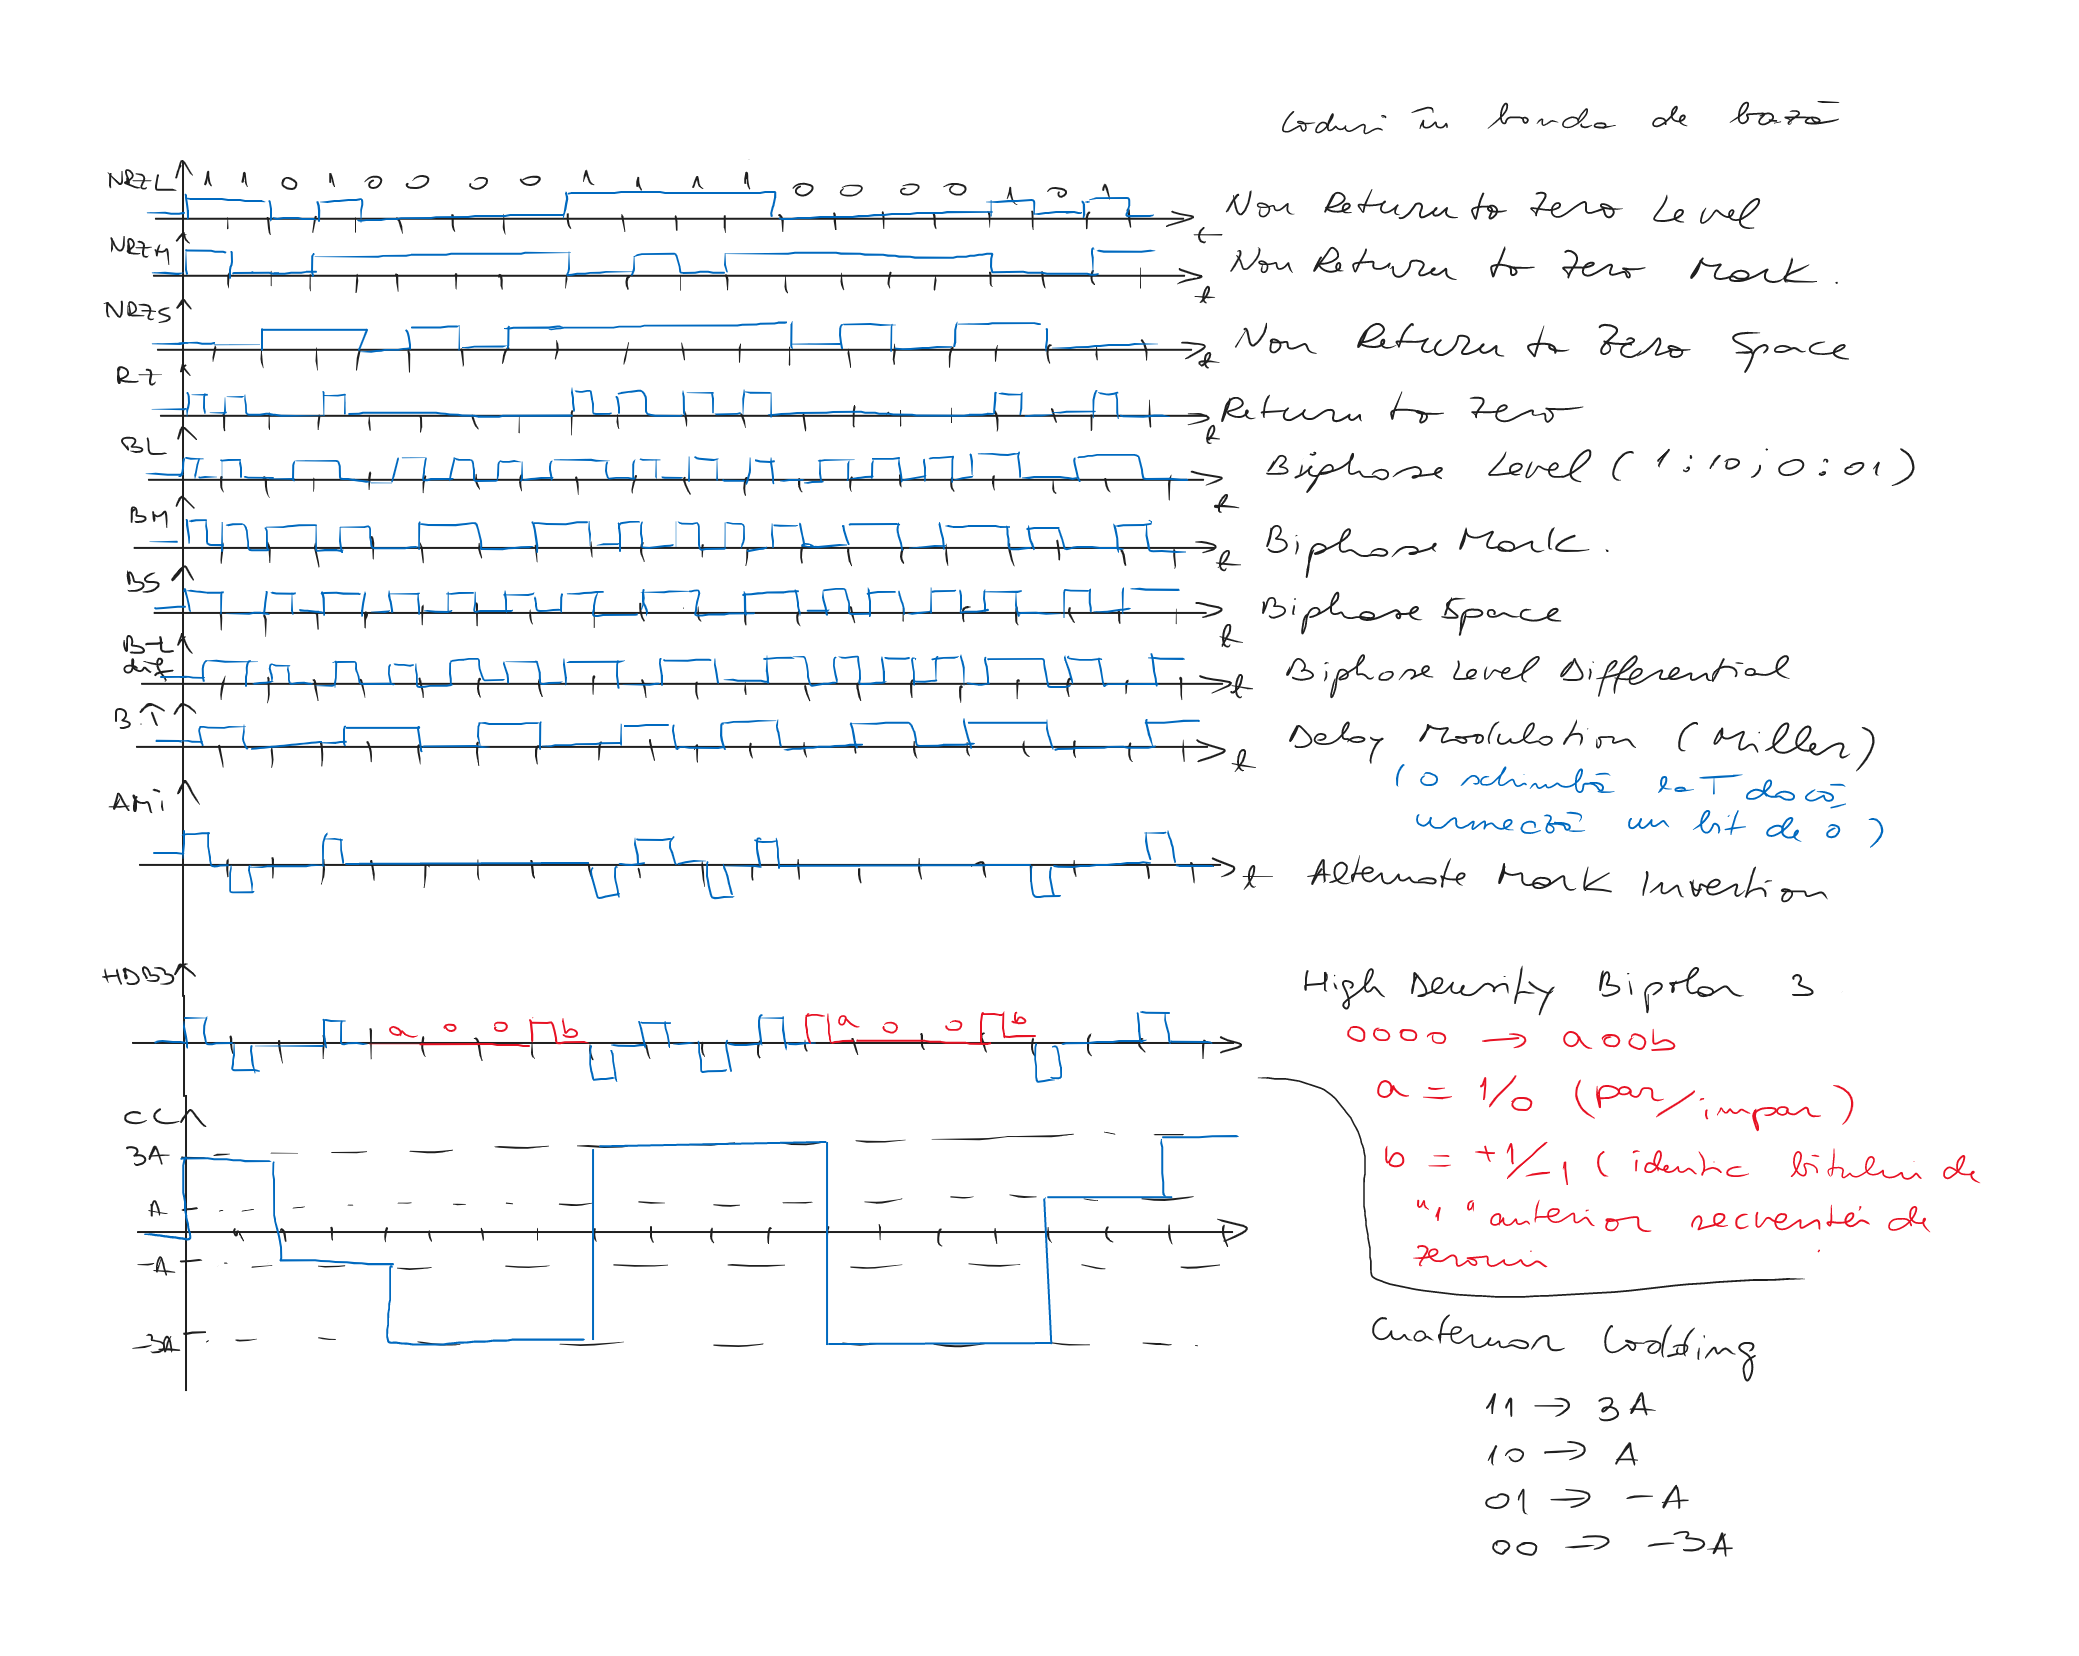 Coduri în banda de bază
NRZL 1 1 0 1 0 0 0 0 1 1 1 1 0 0 0 0 1 0 1
t Non Return to Zero Level
NRZM
t Non Return to Zero Mark.
NRZS
t Non Return to Zero Space
RZ
t Return to Zero
BL
t Biphase Level (1:10; 0:01)
BM
t Biphase Mark.
BS
t Biphase Space
B-L
dif
t Biphase Level Differential
t Delay Modulation (Miller)
(0 schimbă la T dacă
urmează un bit de 0)
AMi
t Alternate Mark Invertion
HDB3
High Density Bipolar 3
a 0 0 b a 0 0 b
0000 → a00b
a = 1/0 (par/impar)
b = +1/-1 (identic bitului de
"1" anterior secvenței de
zerouri
CC
3A
A
-A
-3A
Cuaternar Codding
11 → 3A
10 → A
01 → -A
00 → -3A